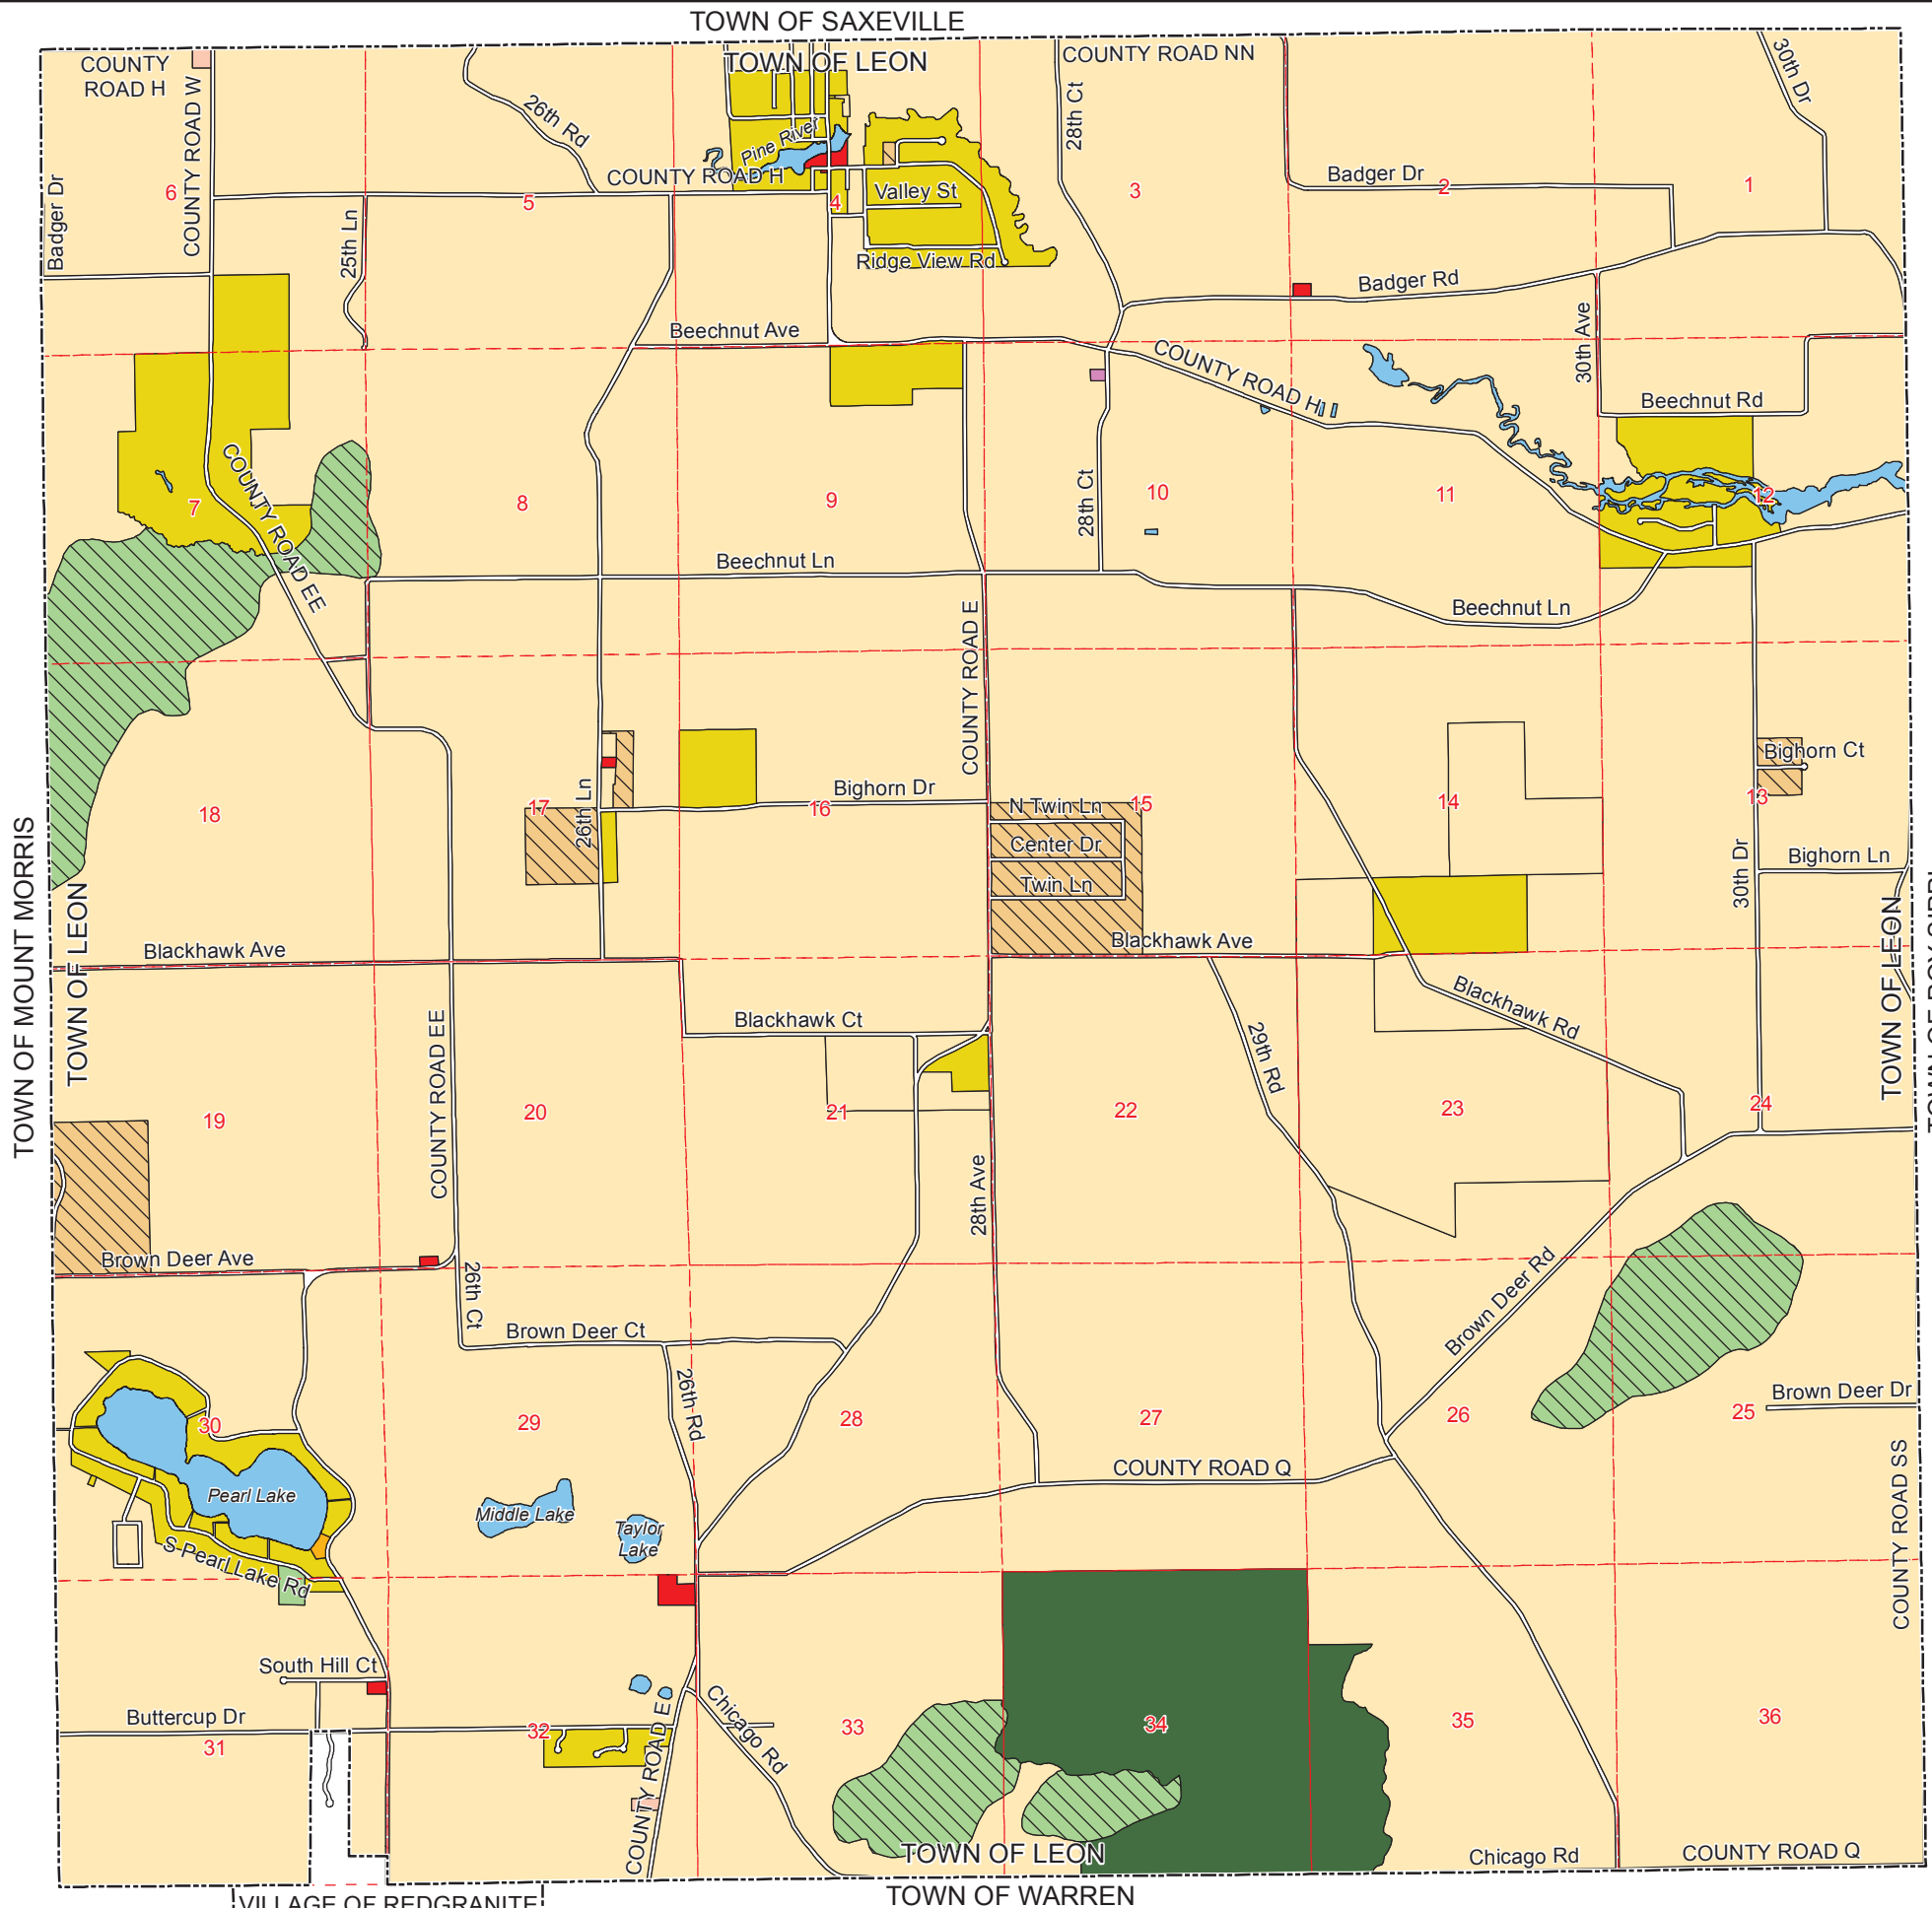 TOWN OF SAXEVILLE
TOWN OF LEON
COUNTY
ROAD H
COUNTY ROAD NN
30th Dr
COUNTY ROAD W
26th Rd
28th Ct
Pine River
COUNTY ROAD H
Badger Dr
Valley St
Badger Dr
6
5
4
3
2
1
25th Ln
Ridge View Rd
Badger Rd
Beechnut Ave
30th Ave
COUNTY ROAD H
Beechnut Rd
COUNTY ROAD EE
28th Ct
7
8
9
10
11
12
Beechnut Ln
Beechnut Ln
COUNTY ROAD E
Bighorn Ct
Bighorn Dr
26th Ln
N Twin Ln
Center Dr
Twin Ln
18
17
16
15
14
13
Bighorn Ln
30th Dr
TOWN OF MOUNT MORRIS
TOWN OF LEON
TOWN OF LEON
Blackhawk Ave
Blackhawk Ave
Blackhawk Ct
Blackhawk Rd
29th Rd
COUNTY ROAD EE
19
20
21
22
23
24
28th Ave
Brown Deer Ave
26th Ct
Brown Deer Ct
Brown Deer Rd
26th Rd
Brown Deer Dr
30
29
28
27
26
25
COUNTY ROAD Q
COUNTY ROAD SS
Pearl Lake
Middle Lake
Taylor
Lake
S Pearl Lake Rd
South Hill Ct
Buttercup Dr
Chicago Rd
COUNTY ROAD E
31
32
33
34
35
36
TOWN OF LEON
Chicago Rd
COUNTY ROAD Q
TOWN OF WARREN
VILLAGE OF REDGRANITE